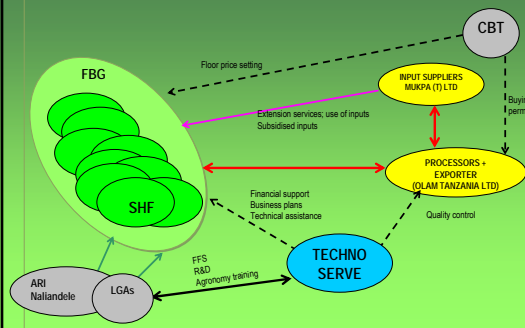 CBT
Floor price setting
FBG
INPUT SUPPLIERS
MUKPA (T) LTD
Extension services; use of inputs
Subsidised inputs
PROCESSORS +
EXPORTER
(OLAM TANZANIA LTD)
Quality control
SHF
Financial support
Business plans
Technical assistance
TECHNO
SERVE
FFS
R&D
Agronomy training
ARI
Naliandele
LGAs